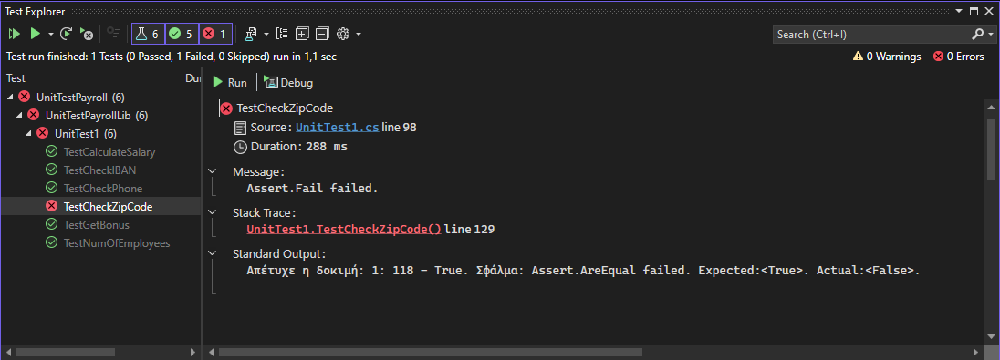 Test Explorer
6 5 1
Search (Ctrl+I)
Test run finished: 1 Tests (0 Passed, 1 Failed, 0 Skipped) run in 1,1 sec
0 Warnings 0 Errors
Test Dur
Run Debug
UnitTestPayroll (6)
UnitTestPayrollLib (6)
UnitTest1 (6)
TestCalculateSalary
TestCheckIBAN
TestCheckPhone
TestCheckZipCode
TestGetBonus
TestNumOfEmployees
TestCheckZipCode
Source: UnitTest1.cs line 98
Duration: 288 ms
Message:
Assert.Fail failed.
Stack Trace:
UnitTest1.TestCheckZipCode() line 129
Standard Output:
Απέτυχε η δοκιμή: 1: 118 - True. Σφάλμα: Assert.AreEqual failed. Expected:<True>. Actual:<False>.